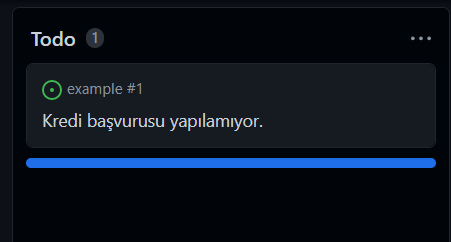 Todo 1
example #1
Kredi başvurusu yapılamıyor.